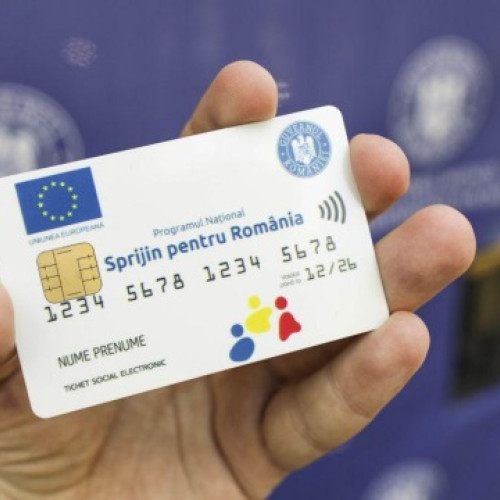 GUVERNUL ROMÂNIEI
UNIUNEA EUROPEANĂ
Programul Național
Sprijin pentru România
1234 5678 1234 5678
12/26
NUME PRENUME
TICHET SOCIAL ELECTRONIC